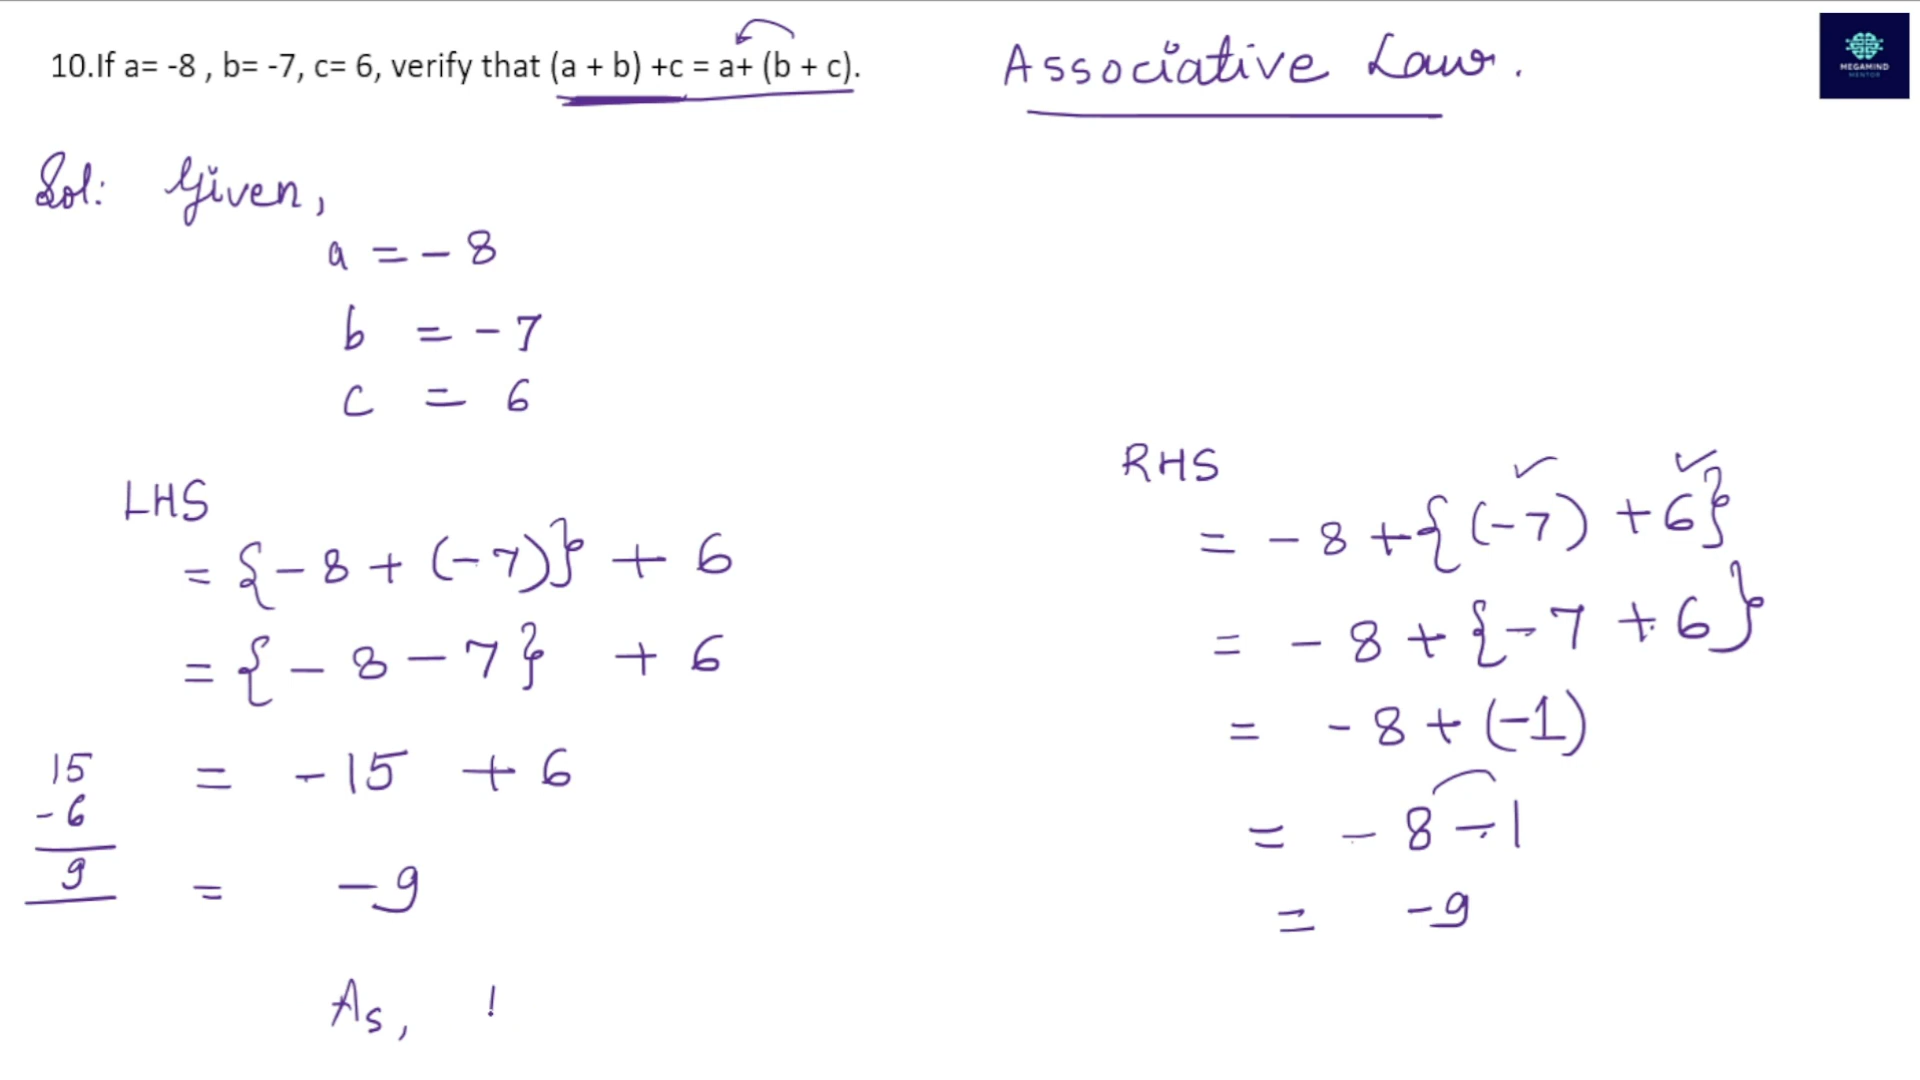 10.If a= -8 , b= -7, c= 6, verify that (a + b) +c = a+ (b + c).
Associative Law.
MEGAMIND
MENTOR
Sol: Given,
a = - 8
b = - 7
c = 6
LHS
= {- 8 + (-7)} + 6
= { - 8 - 7} + 6
= - 15 + 6
= - 9
15
- 6
9
RHS
= - 8 + {(-7) + 6}
= - 8 + {-7 + 6}
= - 8 + (-1)
= - 8 - 1
= - 9
As,